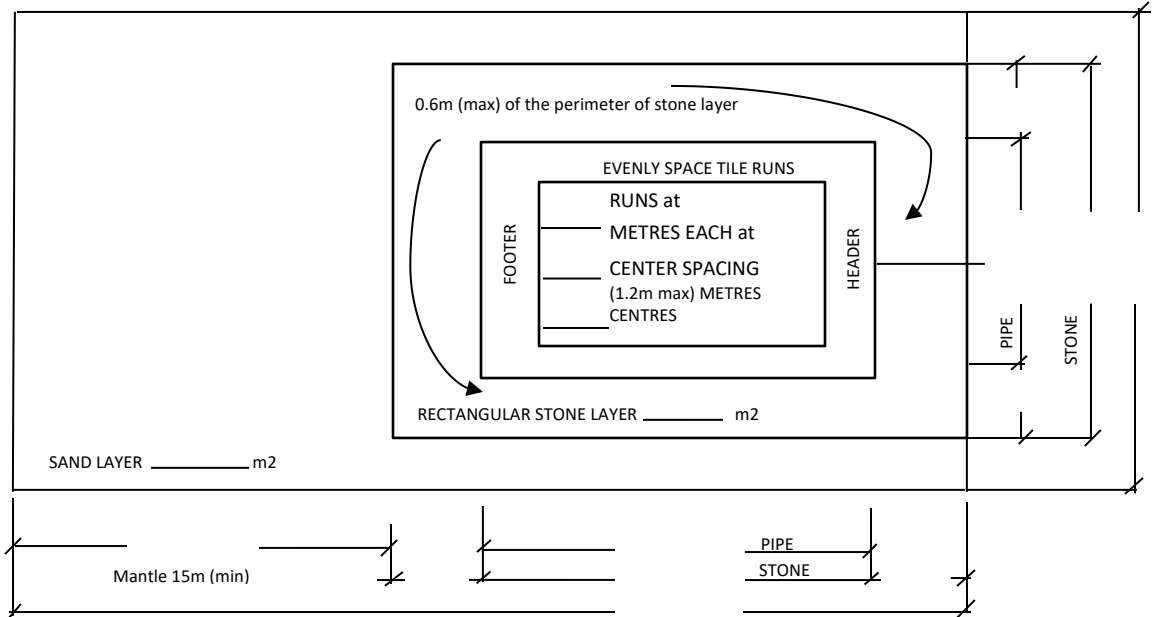 0.6m (max) of the perimeter of stone layer
EVENLY SPACE TILE RUNS
RUNS at
METRES EACH at
CENTER SPACING
(1.2m max) METRES
CENTRES
FOOTER
HEADER
PIPE
STONE
RECTANGULAR STONE LAYER ________ m2
SAND LAYER ________ m2
PIPE
Mantle 15m (min)
STONE